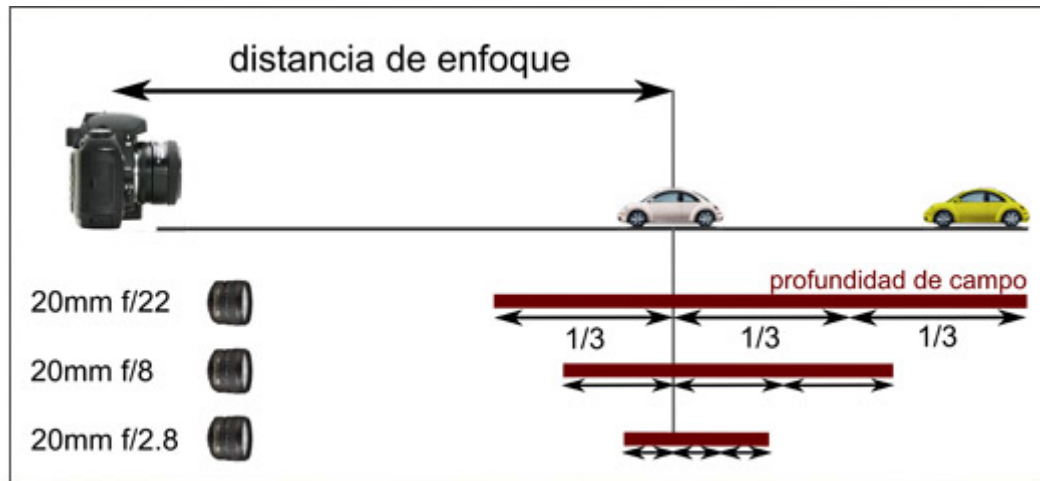 distancia de enfoque
profundidad de campo
20mm f/22
1/3 1/3 1/3
20mm f/8
20mm f/2.8